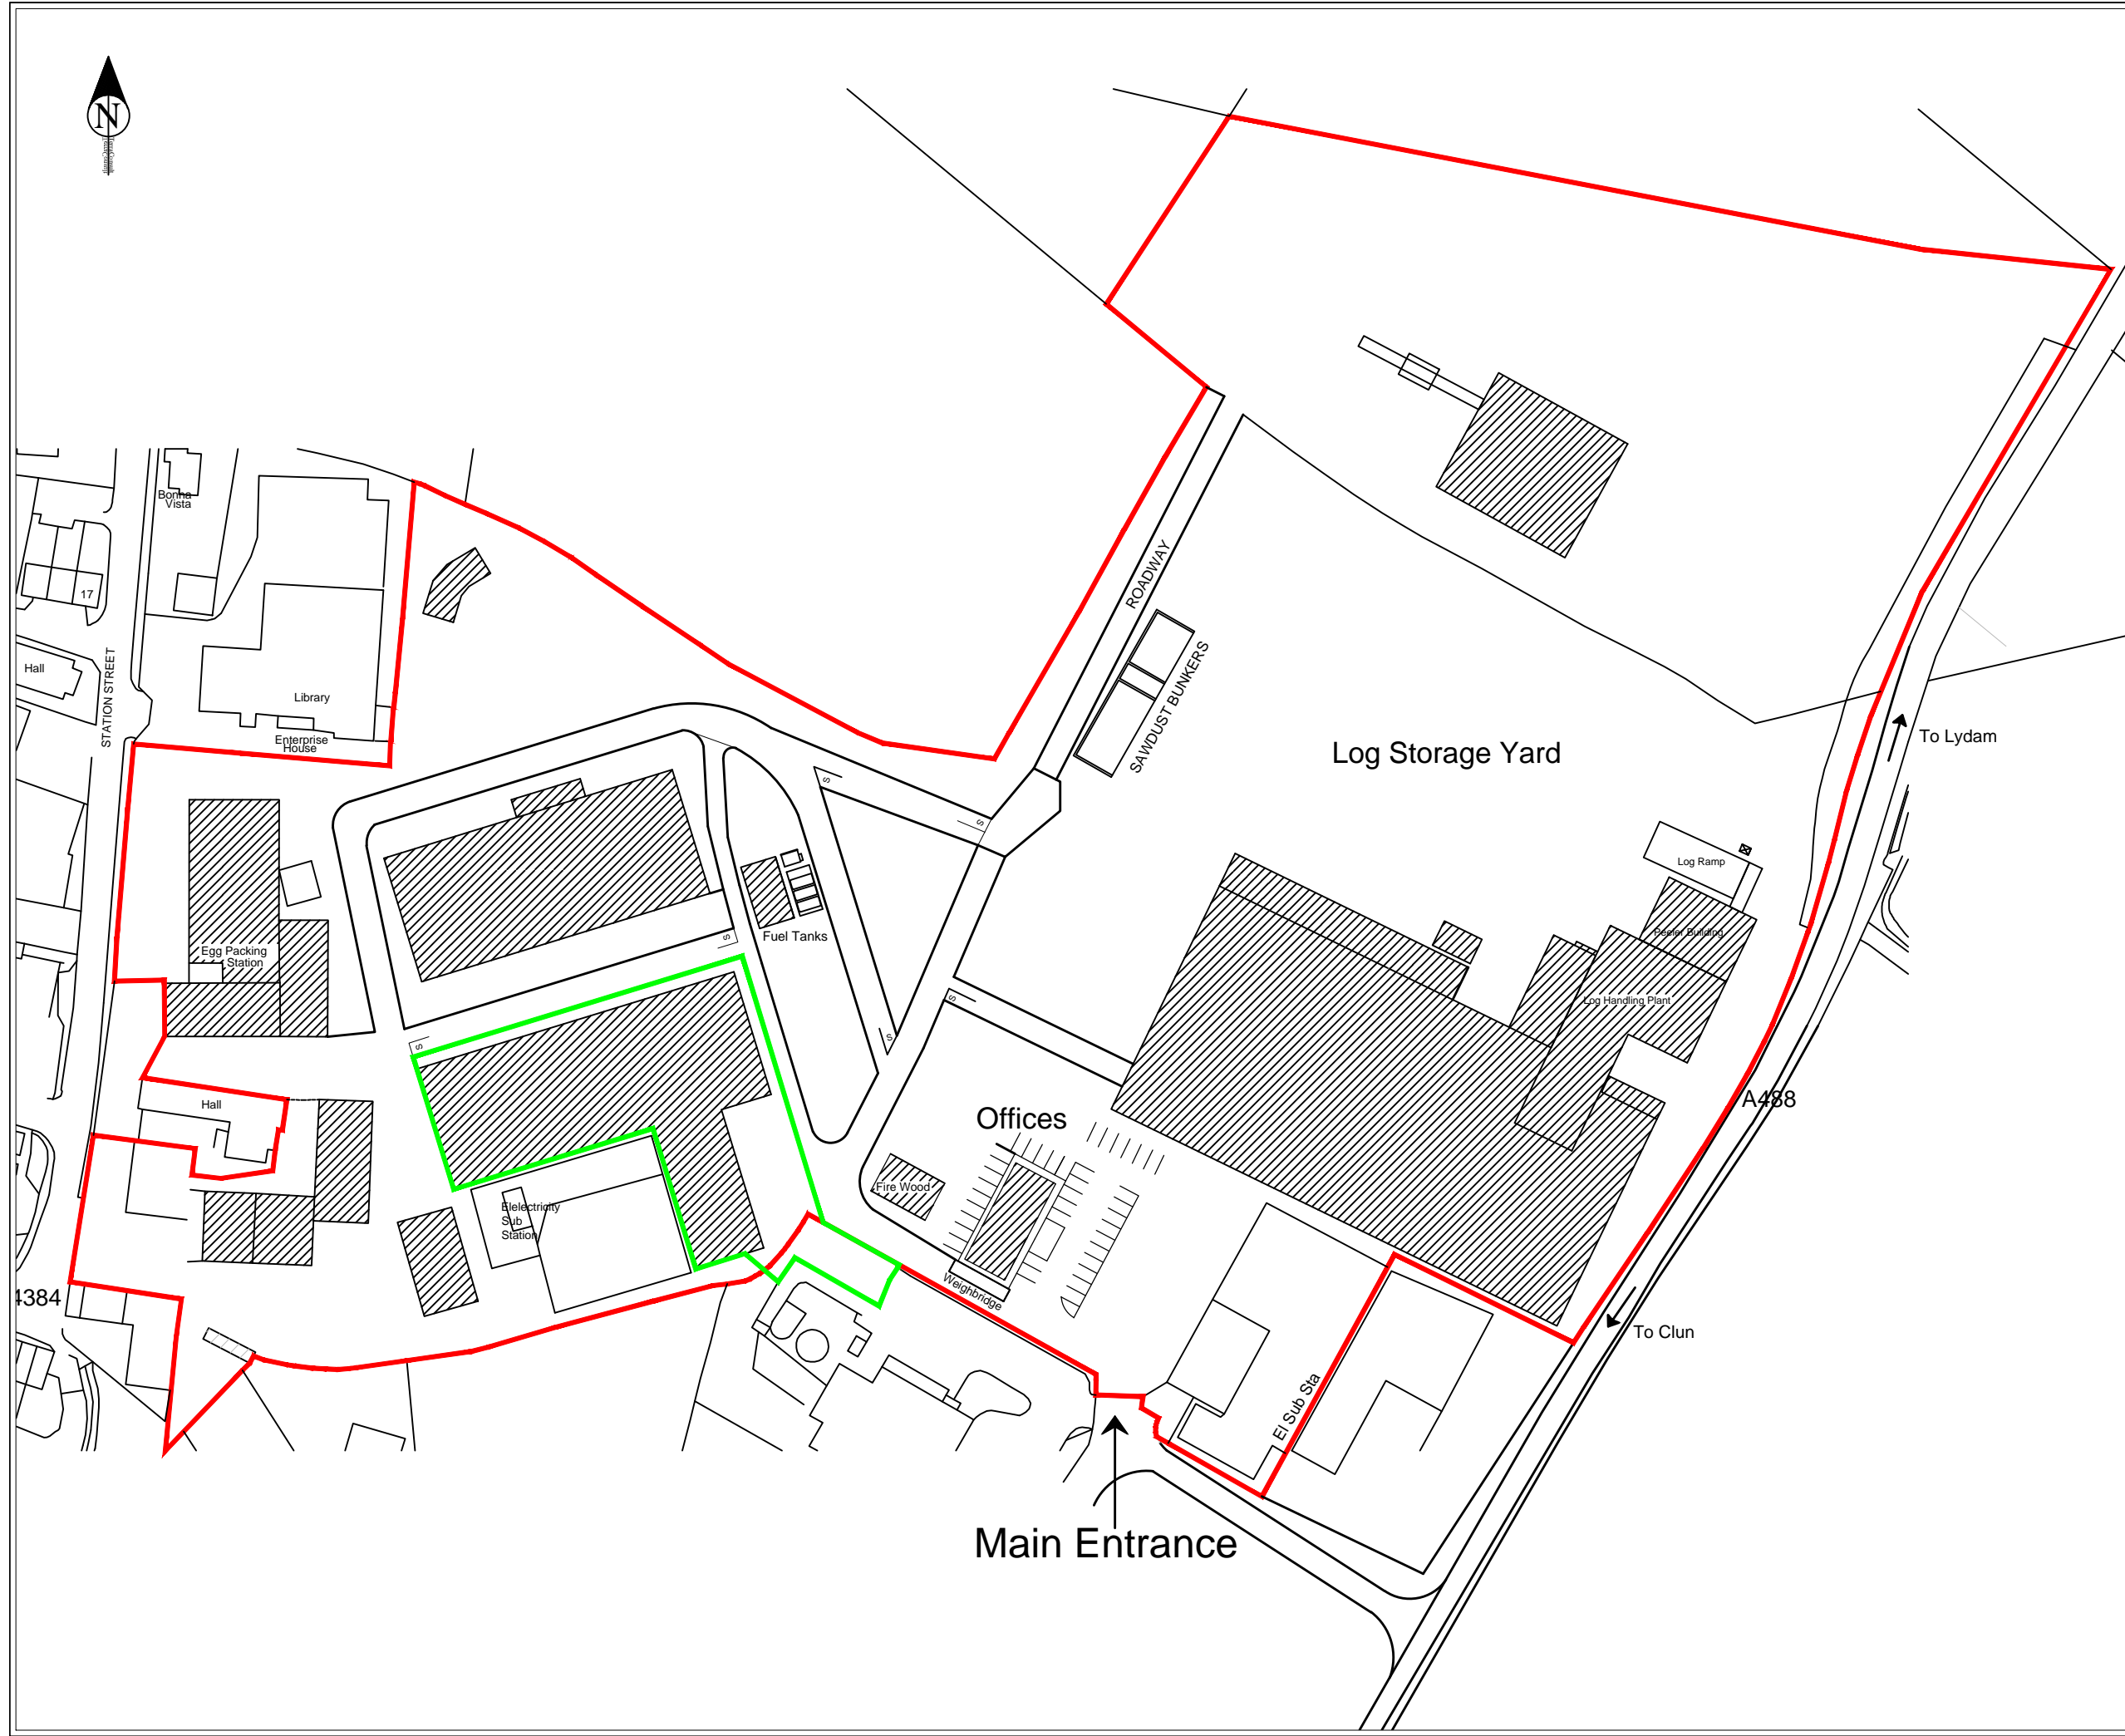 N
Bonna
Vista
17
Hall
STATION STREET
Library
Enterprise
House
ROADWAY
SAWDUST BUNKERS
Log Storage Yard
To Lydam
S
S
Log Ramp
Egg Packing
Station
S
Fuel Tanks
Peeler Building
Log Handling Plant
S
S
S
Hall
Offices
A488
Fire Wood
Elelectricity
Sub
Station
Weighbridge
4384
To Clun
El Sub Sta
Main Entrance